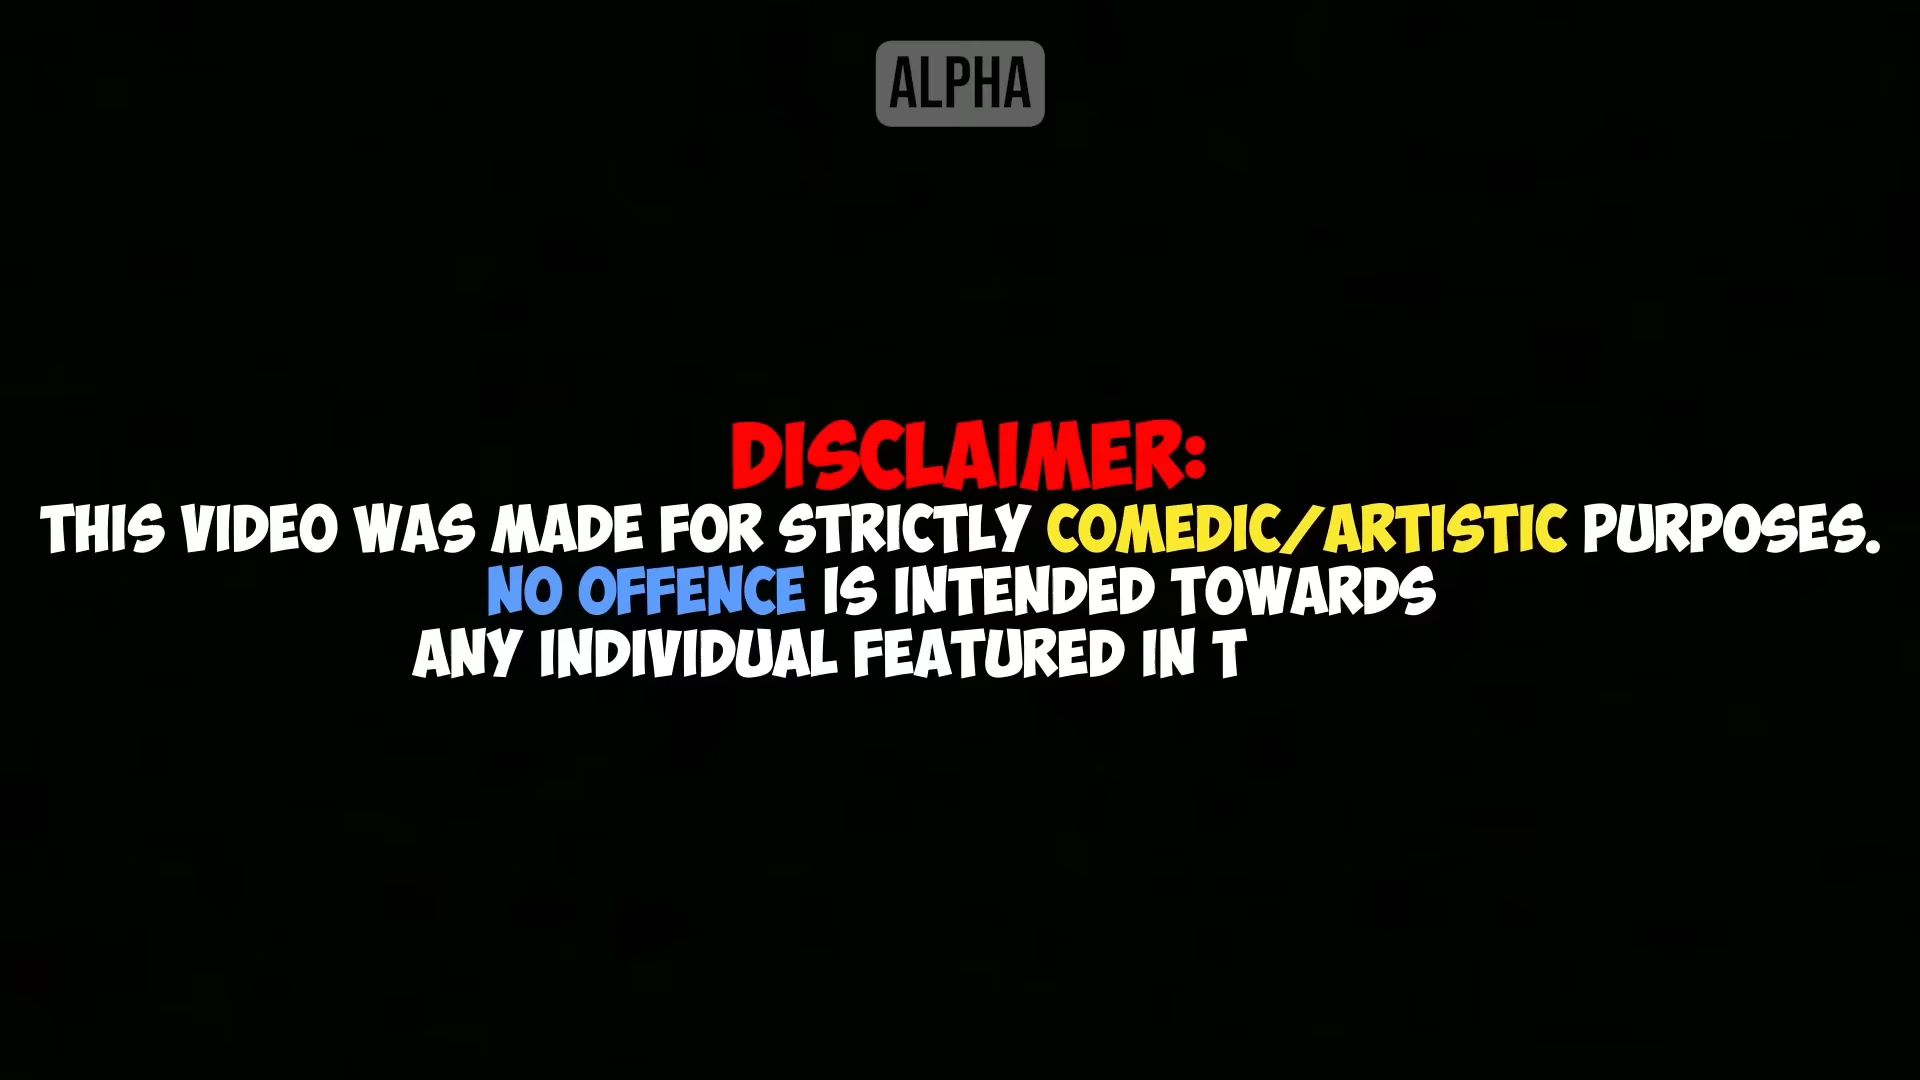 ALPHA
DISCLAIMER:
THIS VIDEO WAS MADE FOR STRICTLY COMEDIC/ARTISTIC PURPOSES.
NO OFFENCE IS INTENDED TOWARDS
ANY INDIVIDUAL FEATURED IN T